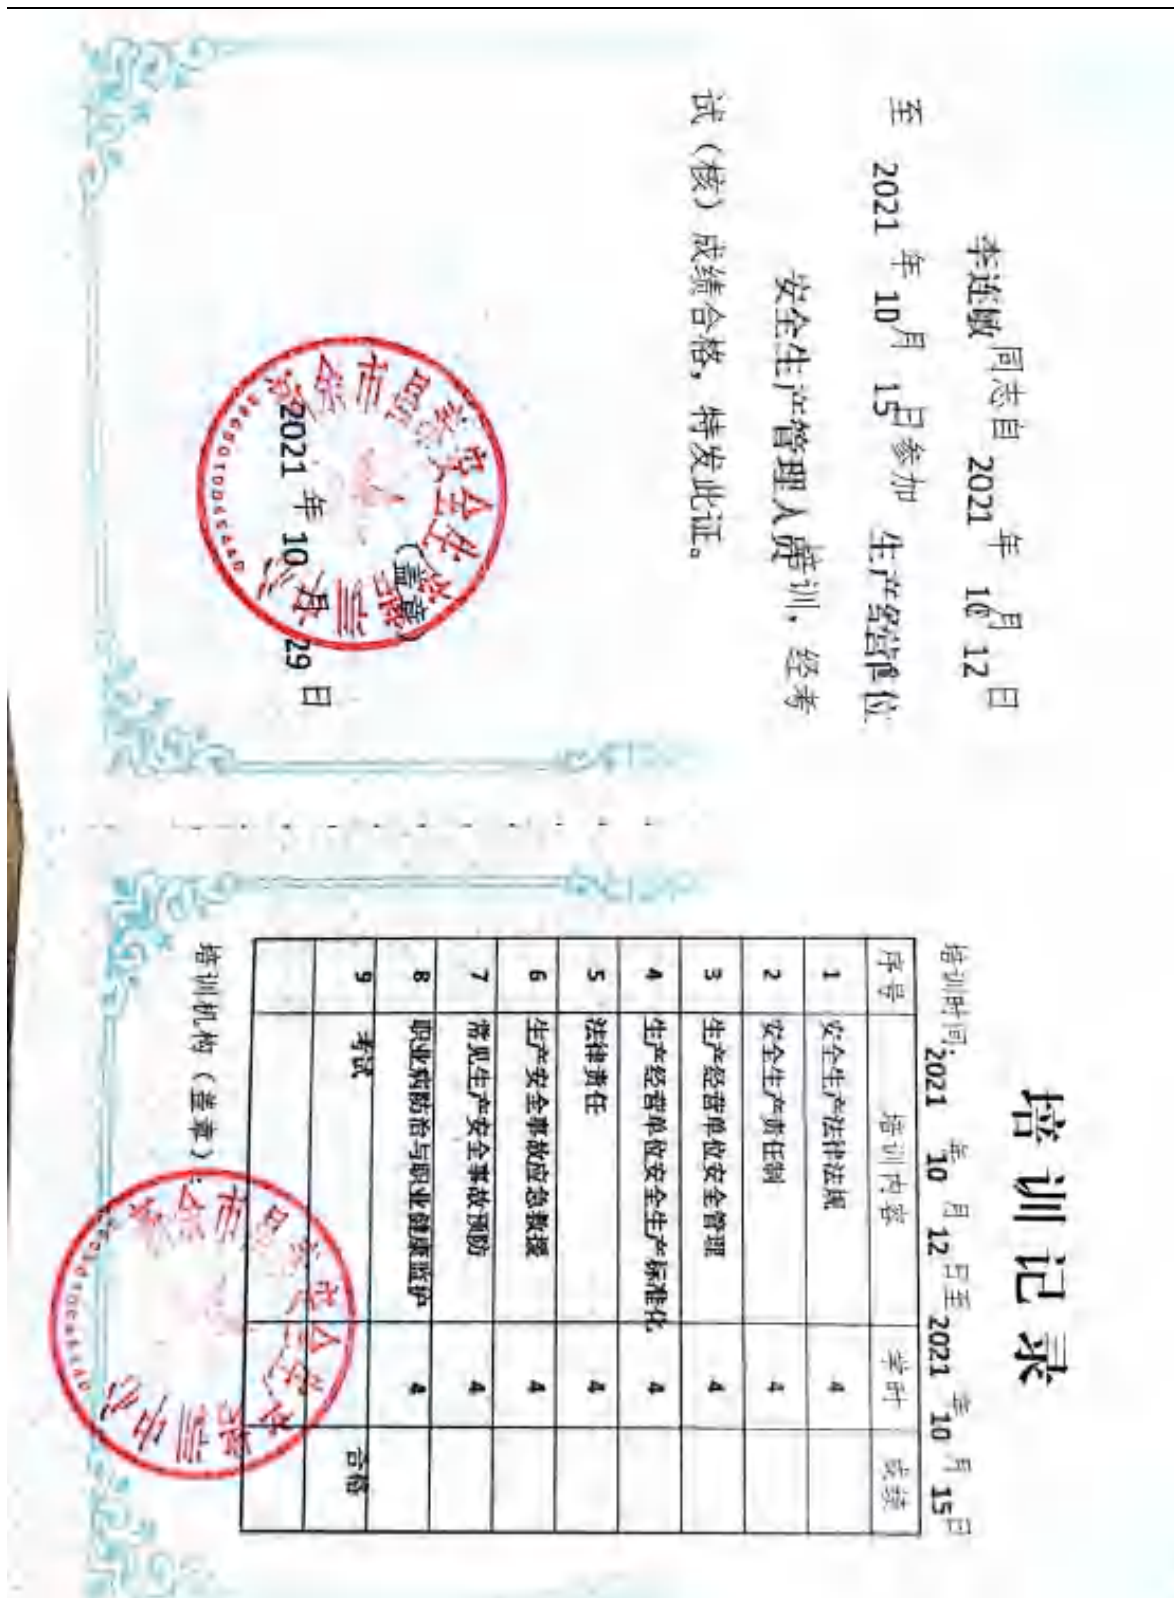 李连敏同志自 2021 年 10 月 12 日
至 2021 年 10 月 15 日参加 生产经营单位
安全生产管理人员培训，经考
试（核）成绩合格，特发此证。
（盖章）
2021 年 10 月 29 日
培训记录
培训时间：2021 年 10 月 12 日至 2021 年 10 月 15 日
序号 培训内容 学时 成绩
1 安全生产法律法规 4
2 安全生产责任制 4
3 生产经营单位安全管理 4
4 生产经营单位安全生产标准化 4
5 法律责任 4
6 生产安全事故应急救援 4
7 常见生产安全事故预防 4
8 职业病防治与职业健康监护 4
9 考试 合格
培训机构（盖章）：